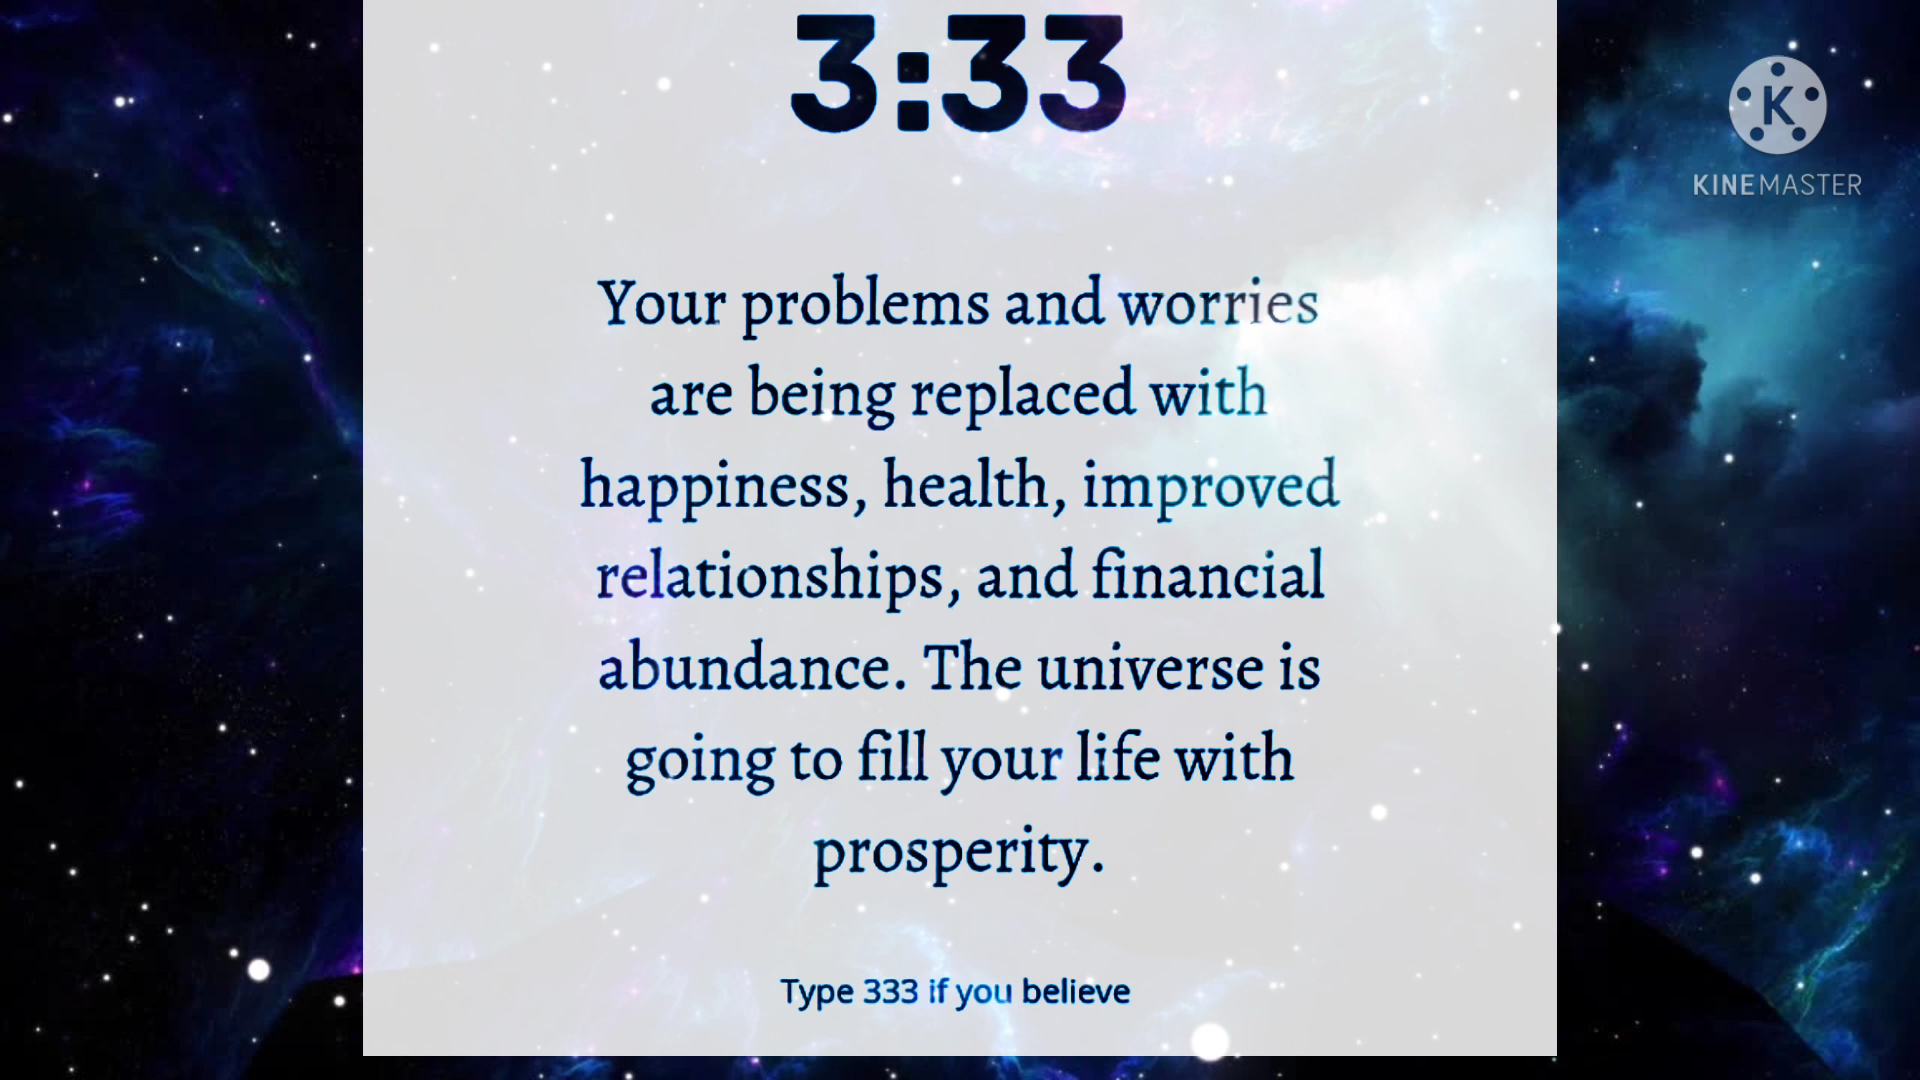 3:33
K
KINEMASTER
Your problems and worries
are being replaced with
happiness, health, improved
relationships, and financial
abundance. The universe is
going to fill your life with
prosperity.
Type 333 if you believe